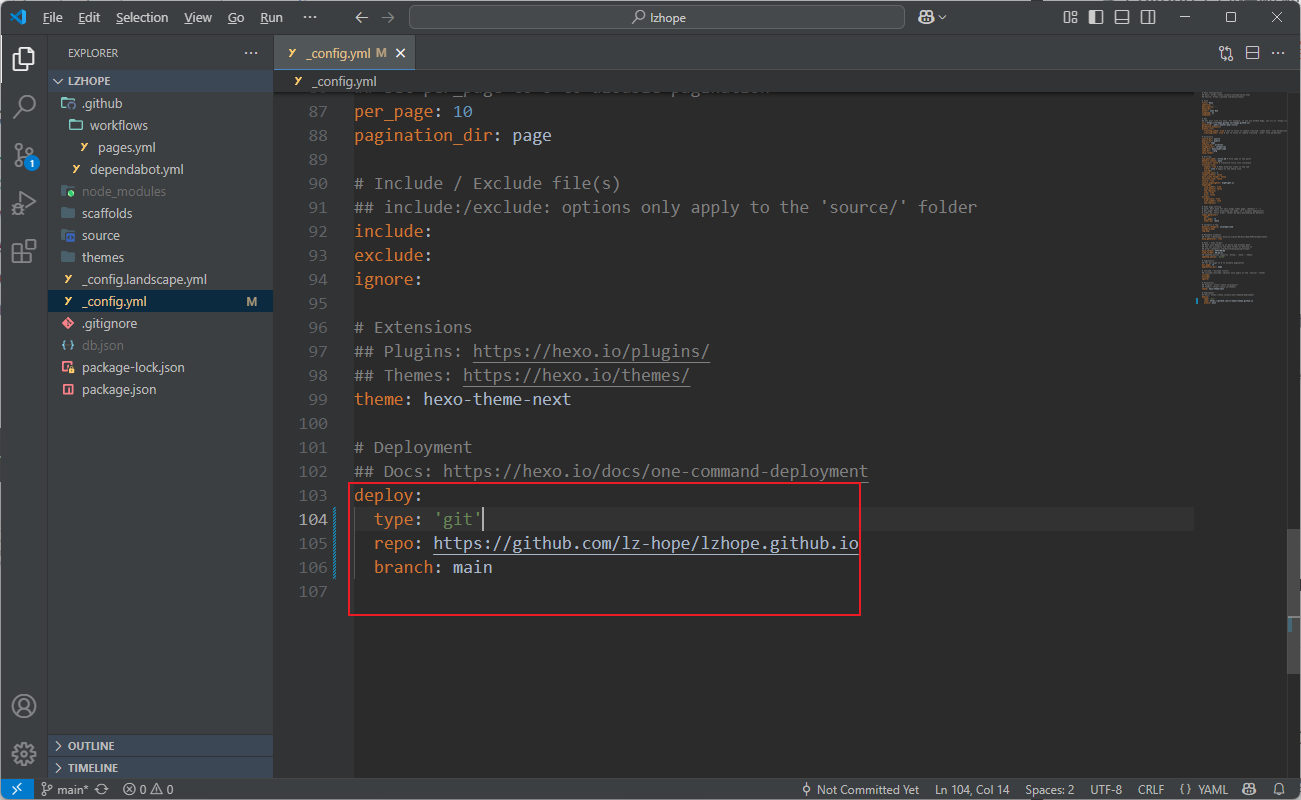 File Edit Selection View Go Run ··· lzhope
EXPLORER ···
_config.yml M
LZHOPE
_config.yml
.github
workflows
pages.yml
dependabot.yml
node_modules
scaffolds
source
themes
_config.landscape.yml
_config.yml M
.gitignore
db.json
package-lock.json
package.json
1
87 per_page: 10
88 pagination_dir: page
89
90 # Include / Exclude file(s)
91 ## include:/exclude: options only apply to the 'source/' folder
92 include:
93 exclude:
94 ignore:
95
96 # Extensions
97 ## Plugins: https://hexo.io/plugins/
98 ## Themes: https://hexo.io/themes/
99 theme: hexo-theme-next
100
101 # Deployment
102 ## Docs: https://hexo.io/docs/one-command-deployment
103 deploy:
104 type: 'git'
105 repo: https://github.com/lz-hope/lzhope.github.io
106 branch: main
107
OUTLINE
TIMELINE
main* 0 0 Not Committed Yet Ln 104, Col 14 Spaces: 2 UTF-8 CRLF {} YAML